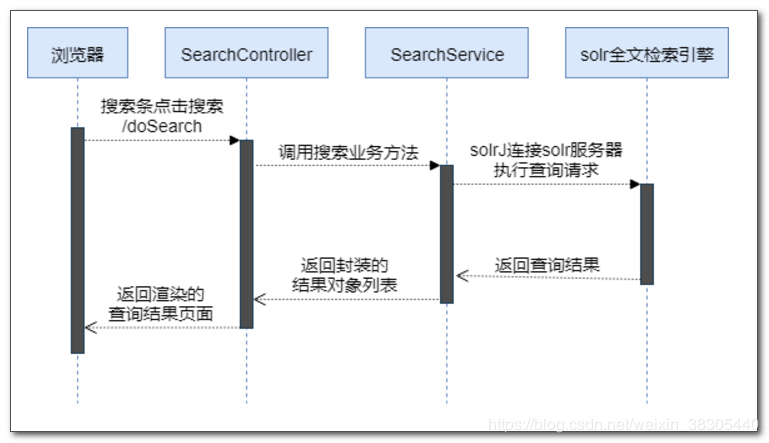 浏览器
SearchController
SearchService
solr全文检索引擎
搜索条点击搜索
/doSearch
调用搜索业务方法
solrJ连接solr服务器
执行查询请求
返回查询结果
返回封装的
结果对象列表
返回渲染的
查询结果页面
https://blog.csdn.net/weixin_38305440